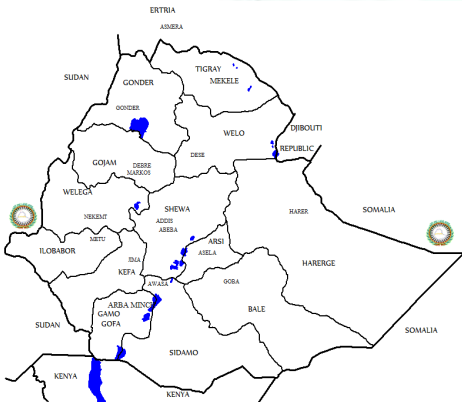 ERTRIA
ASMERA
SUDAN
TIGRAY
MEKELE
GONDER
GONDER
WELO
DJIBOUTI
REPUBLIC
GOJAM
DEBRE
MARKOS
DESE
WELEGA
NEKEMT
SHEWA
ADDIS
ABEBA
HARER
SOMALIA
METU
ILOBABOR
JIMA
KEFA
ARSI
ASELA
AWASA
GOBA
HARERGE
ARBA MINCH
GAMO
GOFA
BALE
SUDAN
SIDAMO
SOMALIA
KENYA
KENYA